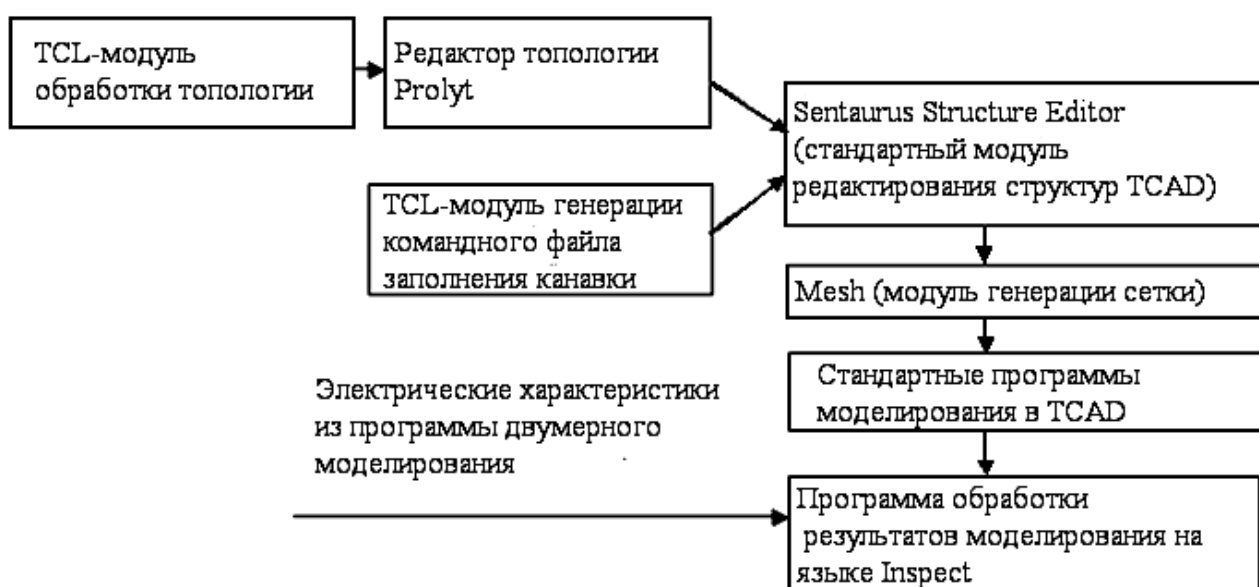 TCL-модуль
обработки топологии
Редактор топологии
Prolyt
Sentaurus Structure Editor
(стандартный модуль
редактирования структур TCAD)
TCL-модуль генерации
командного файла
заполнения канавки
Mesh (модуль генерации сетки)
Стандартные программы
моделирования в TCAD
Электрические характеристики
из программы двумерного
моделирования
Программа обработки
результатов моделирования на
языке Inspect